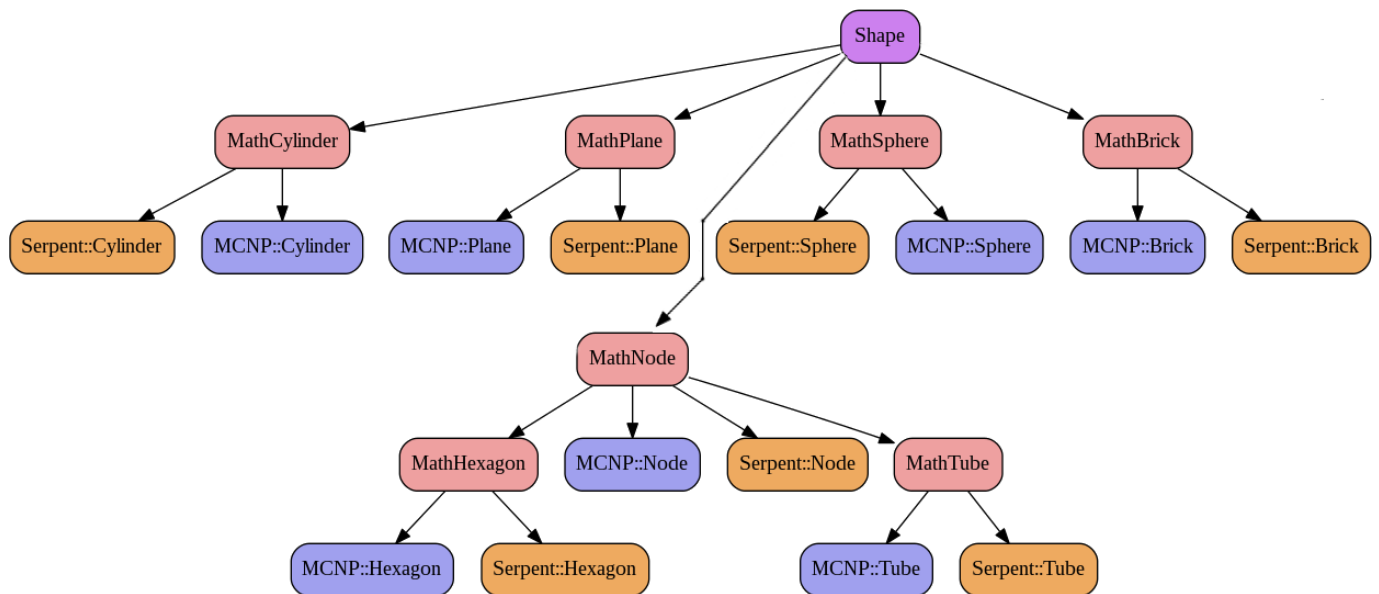 Shape
MathCylinder
MathPlane
MathSphere
MathBrick
Serpent::Cylinder
MCNP::Cylinder
MCNP::Plane
Serpent::Plane
Serpent::Sphere
MCNP::Sphere
MCNP::Brick
Serpent::Brick
MathNode
MathHexagon
MCNP::Node
Serpent::Node
MathTube
MCNP::Hexagon
Serpent::Hexagon
MCNP::Tube
Serpent::Tube